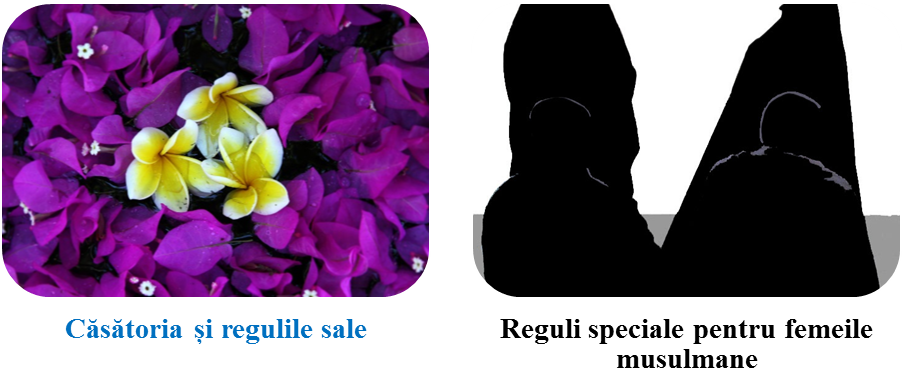 Căsătoria și regulile sale
Reguli speciale pentru femeile
musulmane